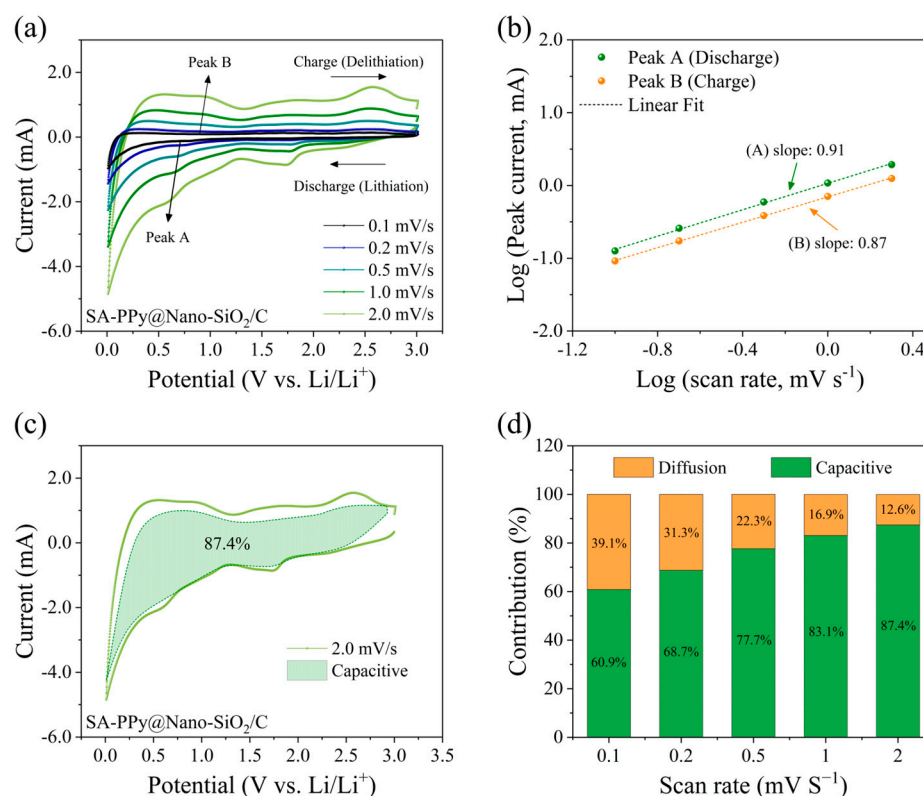 (a)
Current (mA)
2.0
1.0
0.0
-2.0
-4.0
-6.0
Peak B
Charge (Delithiation)
Discharge (Lithiation)
Peak A
0.1 mV/s
0.2 mV/s
0.5 mV/s
1.0 mV/s
2.0 mV/s
SA-PPy@Nano-SiO₂/C
0.0 0.5 1.0 1.5 2.0 2.5 3.0
Potential (V vs. Li/Li⁺)
(b)
Log (Peak current, mA)
2.0
1.0
0.0
-1.0
-2.0
Peak A (Discharge)
Peak B (Charge)
Linear Fit
(A) slope: 0.91
(B) slope: 0.87
-1.2 -0.8 -0.4 0.0 0.4
Log (scan rate, mV s⁻¹)
(c)
Current (mA)
2.0
0.0
-2.0
-4.0
-6.0
87.4%
2.0 mV/s
Capacitive
SA-PPy@Nano-SiO₂/C
0.0 0.5 1.0 1.5 2.0 2.5 3.0 3.5
Potential (V vs. Li/Li⁺)
(d)
Contribution (%)
120
100
80
60
40
20
0
Diffusion Capacitive
39.1% 31.3% 22.3% 16.9% 12.6%
60.9% 68.7% 77.7% 83.1% 87.4%
0.1 0.2 0.5 1 2
Scan rate (mV S⁻¹)